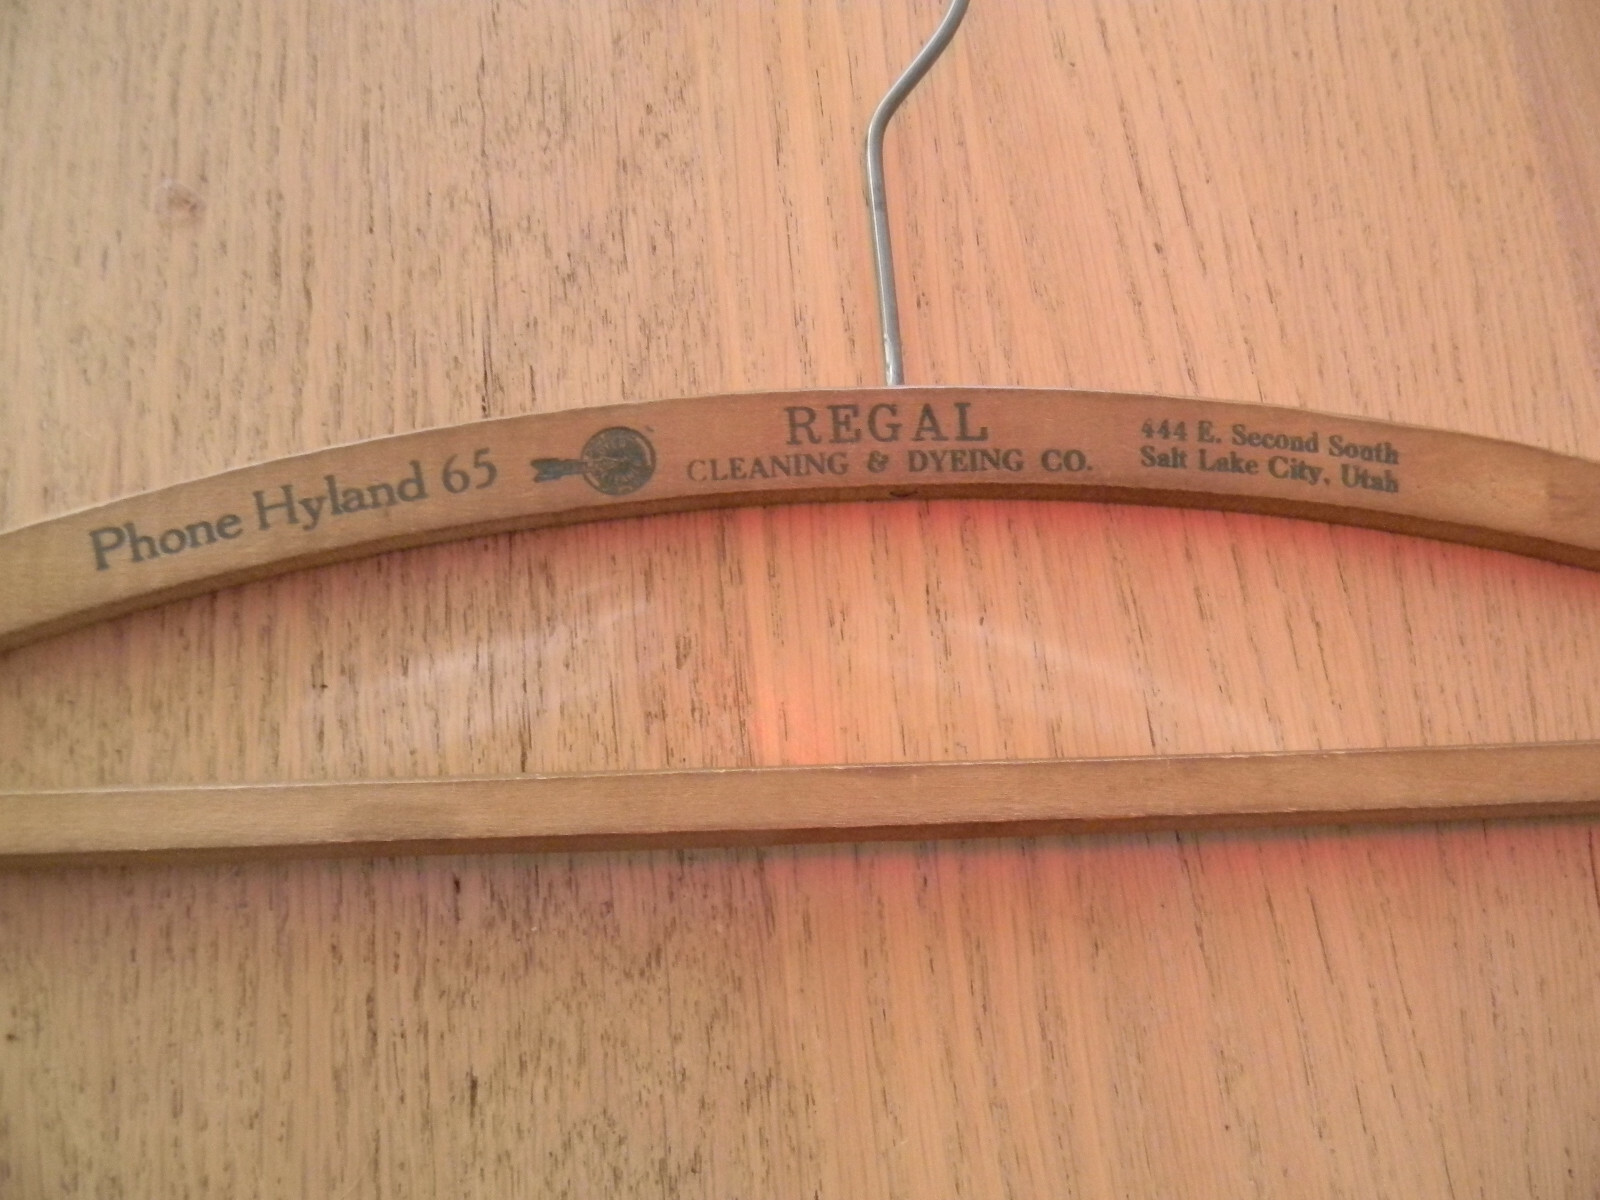 Phone Hyland 65
REGAL
CLEANING & DYEING CO.
444 E. Second South
Salt Lake City, Utah